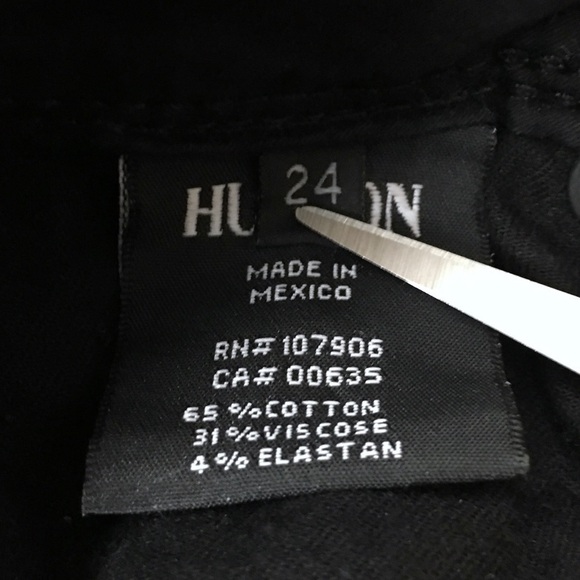 24
HU ON
MADE IN
MEXICO
RN# 107906
CA# 00635
65 %COTTON
31 %VISCOSE
4% ELASTAN